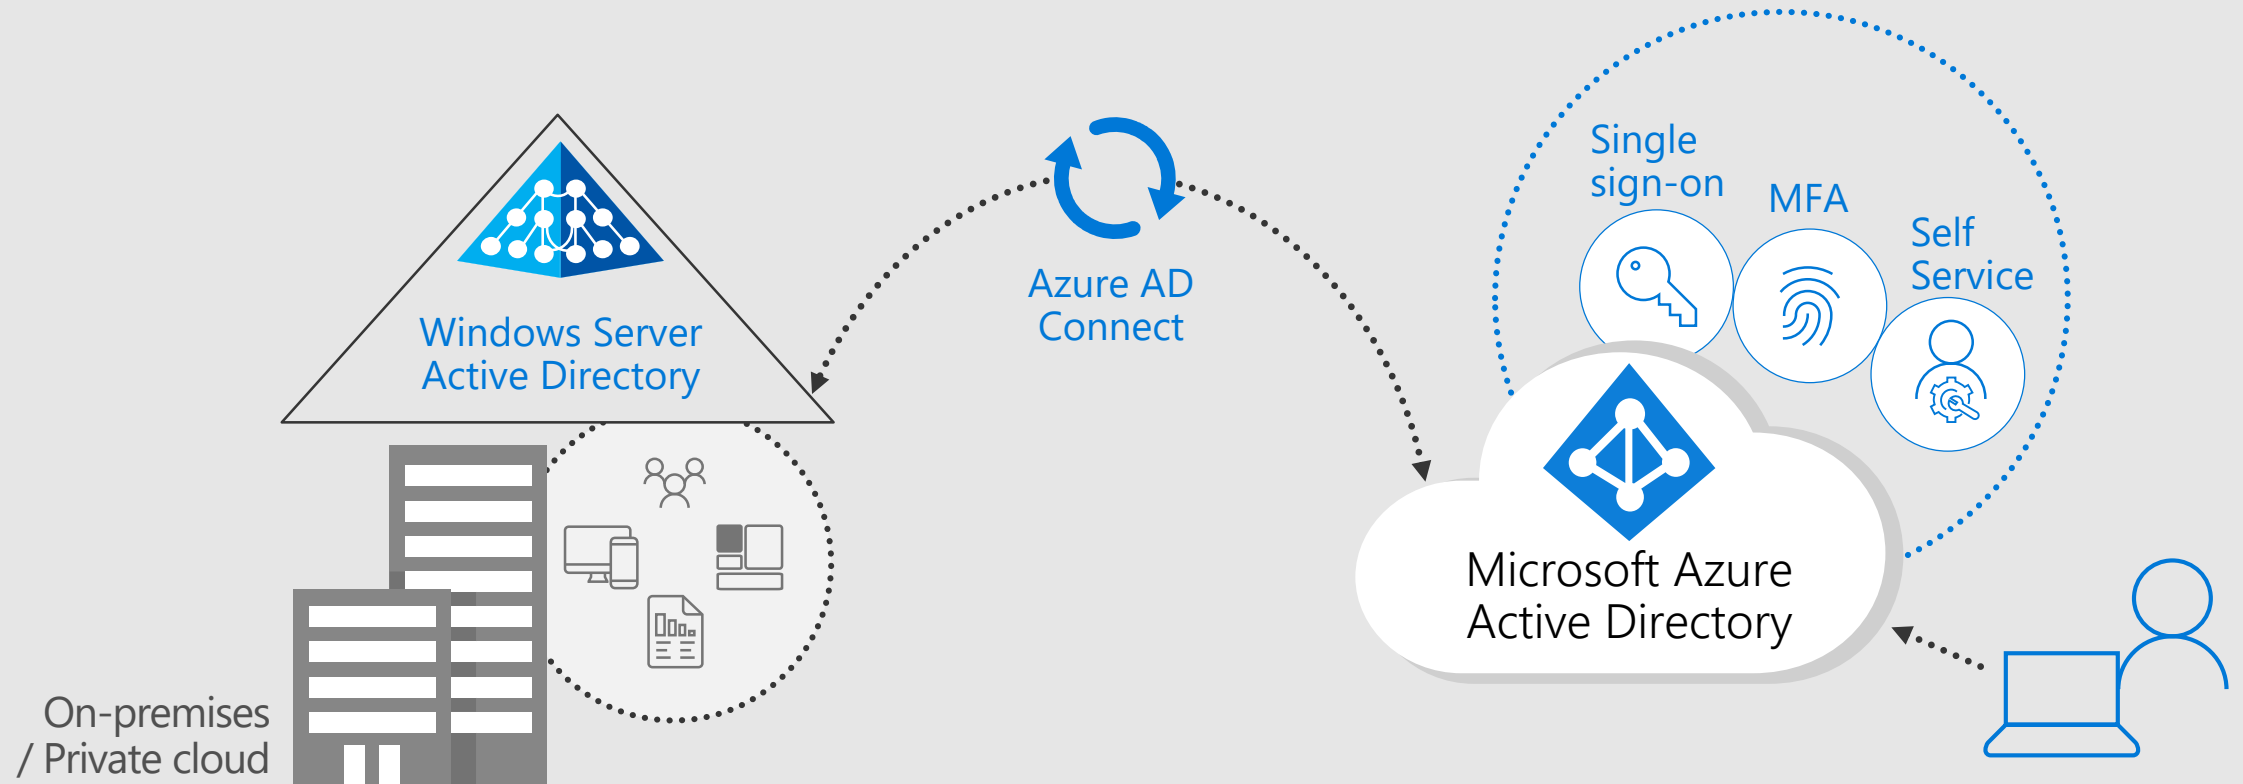 Windows Server
Active Directory
On-premises
/ Private cloud
Azure AD
Connect
Single
sign-on
MFA
Self
Service
Microsoft Azure
Active Directory